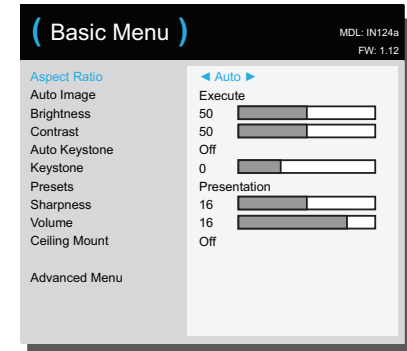 ( Basic Menu )
MDL: IN124a
FW: 1.12
Aspect Ratio ◄ Auto ►
Auto Image Execute
Brightness 50
Contrast 50
Auto Keystone Off
Keystone 0
Presets Presentation
Sharpness 16
Volume 16
Ceiling Mount Off
Advanced Menu